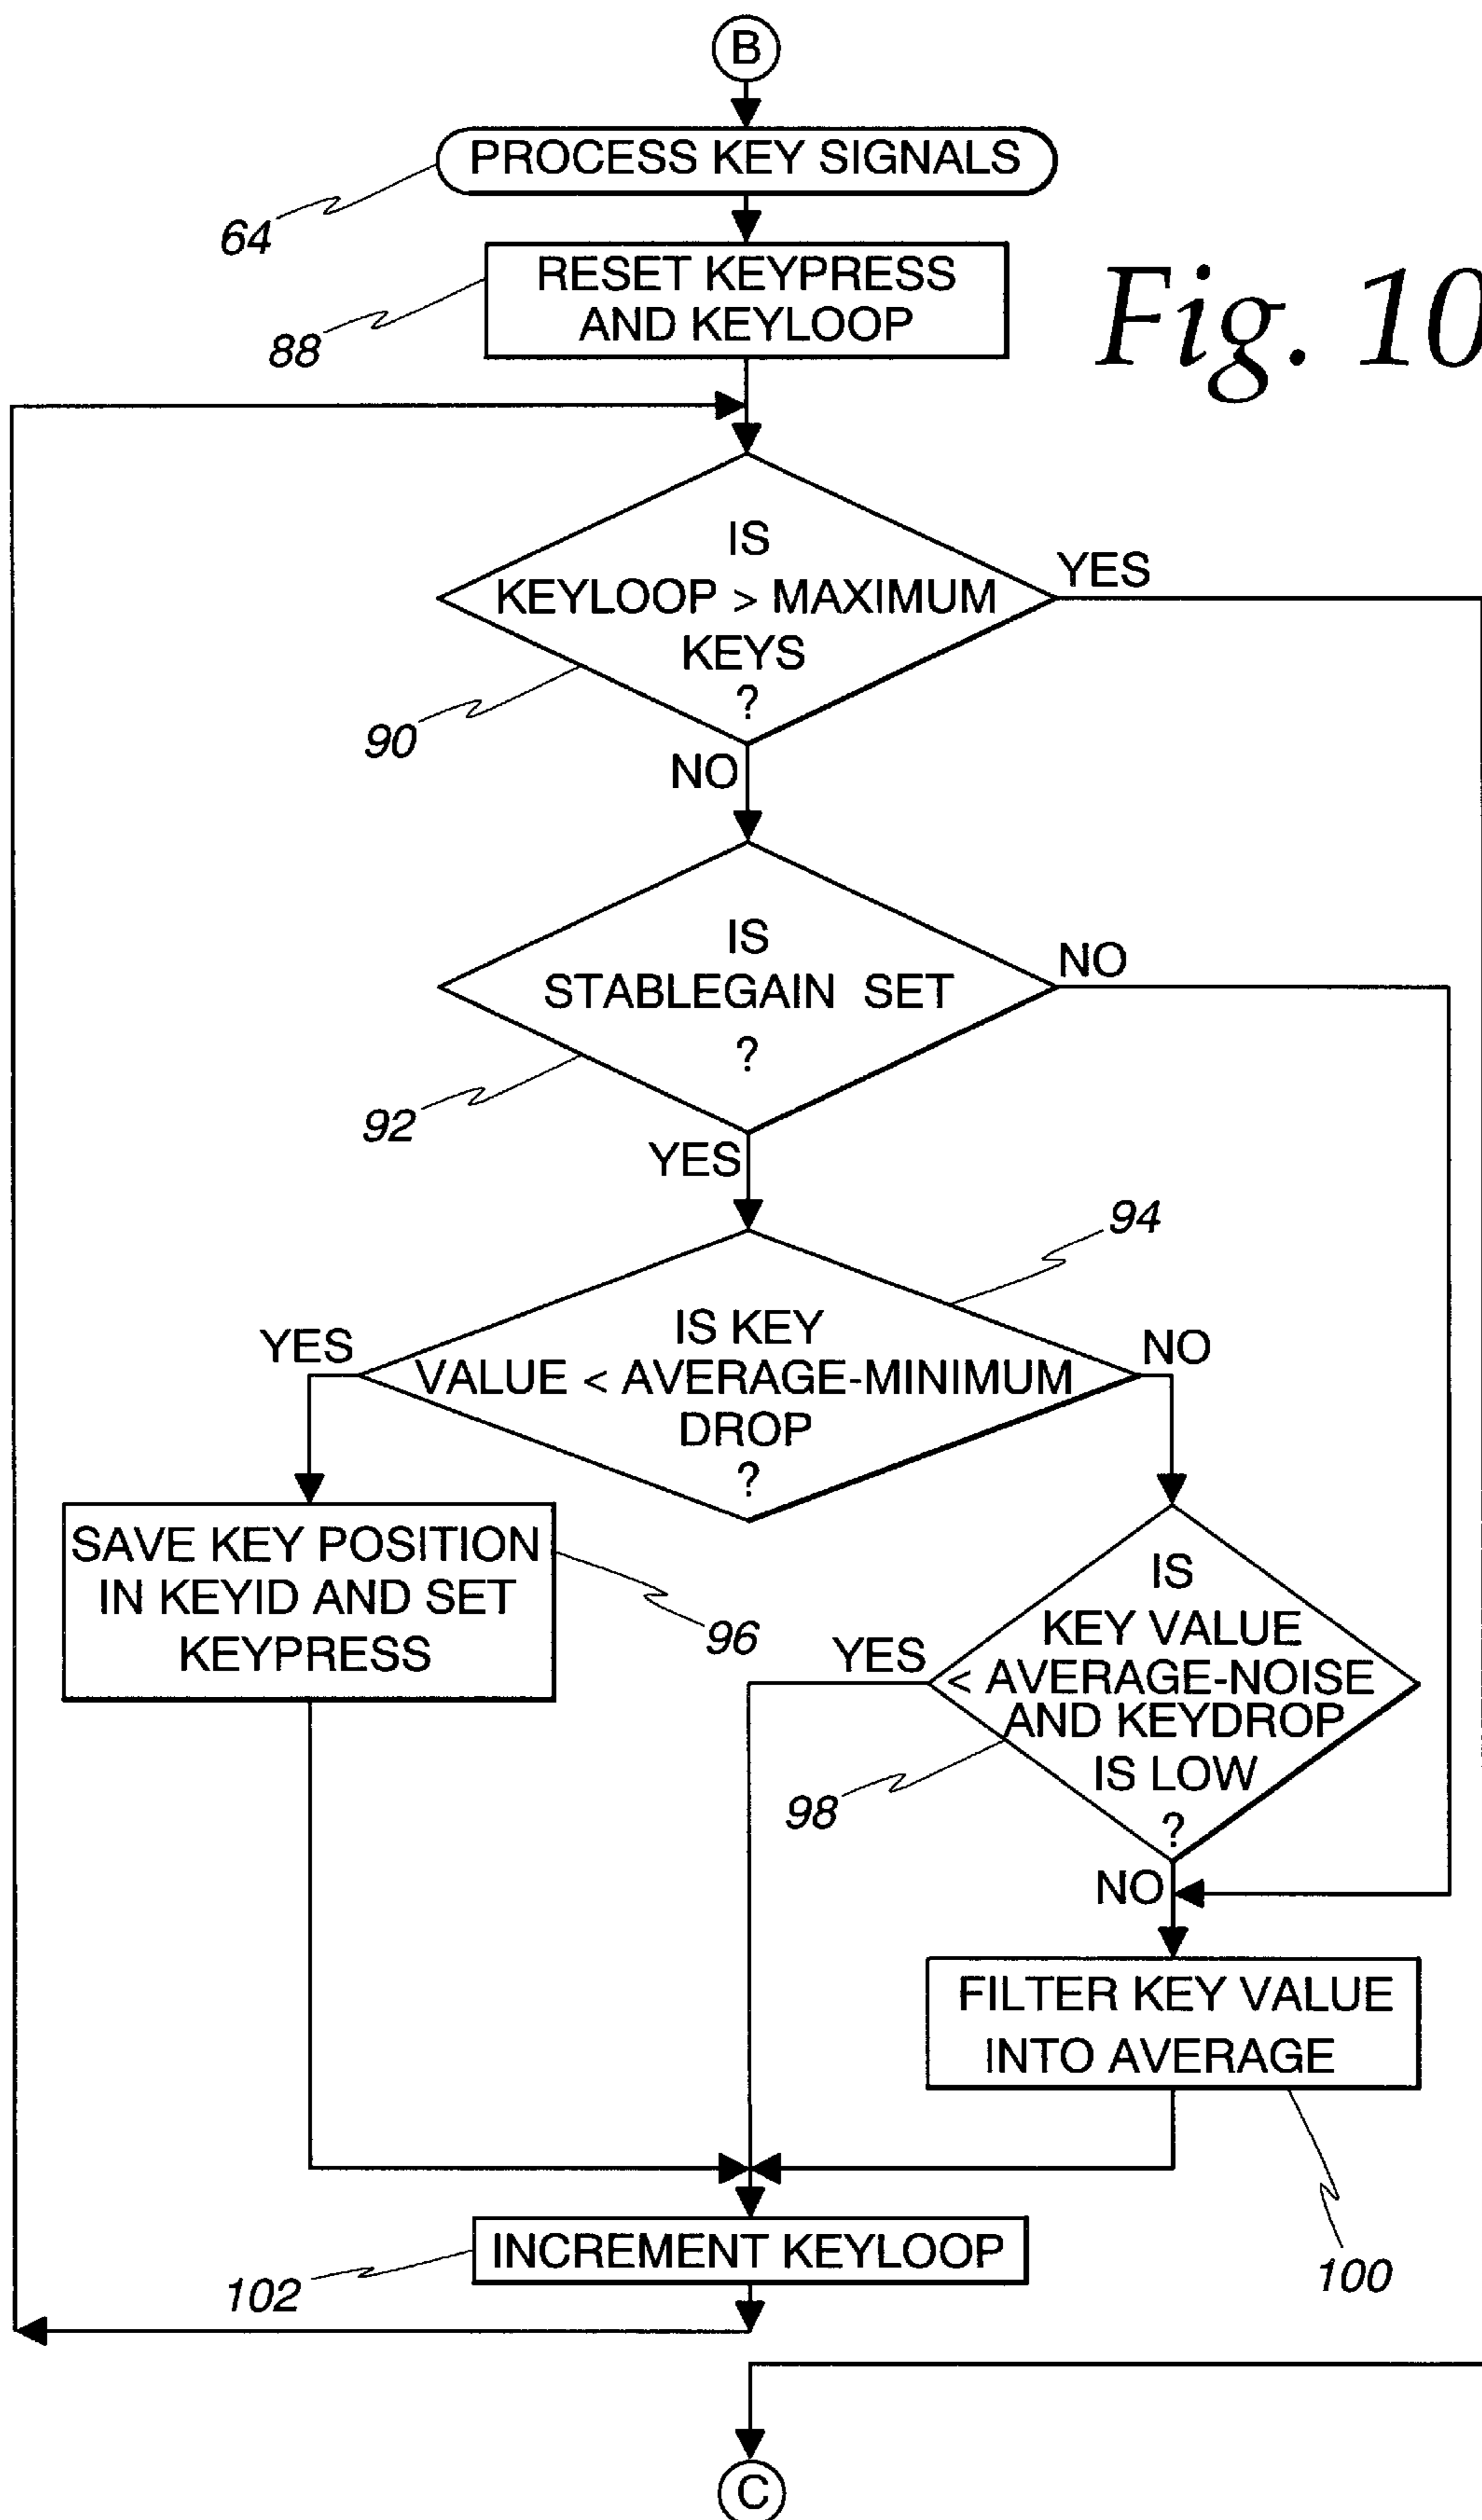 B
PROCESS KEY SIGNALS
64
RESET KEYPRESS
AND KEYLOOP
88
Fig. 10
IS
KEYLOOP > MAXIMUM
KEYS
?
YES
90
NO
IS
STABLEGAIN SET
?
NO
92
YES
94
IS KEY
VALUE < AVERAGE-MINIMUM
DROP
?
YES
NO
SAVE KEY POSITION
IN KEYID AND SET
KEYPRESS
96
IS
KEY VALUE
< AVERAGE-NOISE
AND KEYDROP
IS LOW
?
YES
98
NO
FILTER KEY VALUE
INTO AVERAGE
100
INCREMENT KEYLOOP
102
C